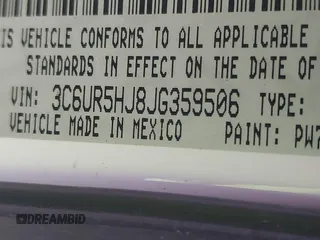 IS VEHICLE CONFORMS TO ALL APPLICABLE
STANDARDS IN EFFECT ON THE DATE OF
VIN: 3C6UR5HJ8JG359506 TYPE:
VEHICLE MADE IN MEXICO PAINT: PW7
DREAMBID